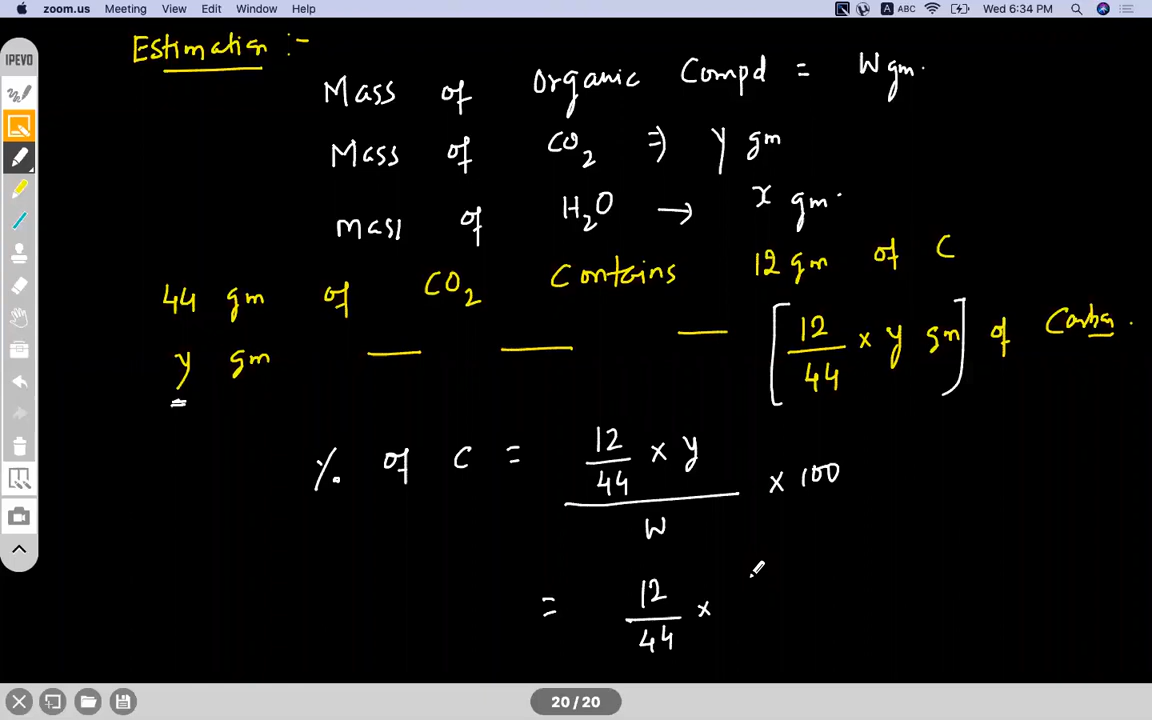 zoom.us Meeting View Edit Window Help A ABC Wed 6:34 PM
IPEVO
Estimation :-
Mass of Organic Compd = W gm.
Mass of CO2 ⇒ y gm
Mass of H2O → x gm.
44 gm of CO2 Contains 12 gm of C
y gm — — — [12/44 × y gm] of Carbon.
% of C = (12/44 × y)/W × 100
= 12/44 ×
20 / 20